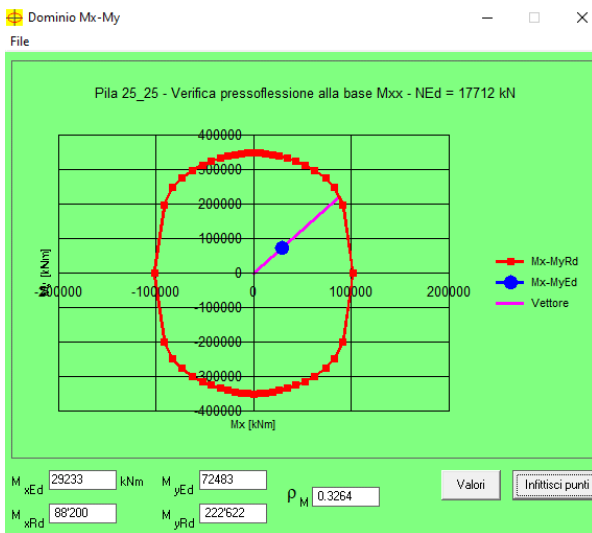 Dominio Mx-My
File
Pila 25_25 - Verifica pressoflessione alla base Mxx - NEd = 17712 kN
400000
300000
200000
100000
0
-200000 -100000 0 100000 200000
-100000
-200000
-300000
-400000
[kNm]
Mx [kNm]
Mx-MyRd
Mx-MyEd
Vettore
M xEd 29233 kNm M yEd 72483
M xRd 88'200 M yRd 222'622
ρ M 0.3264
Valori
Infittisci punti